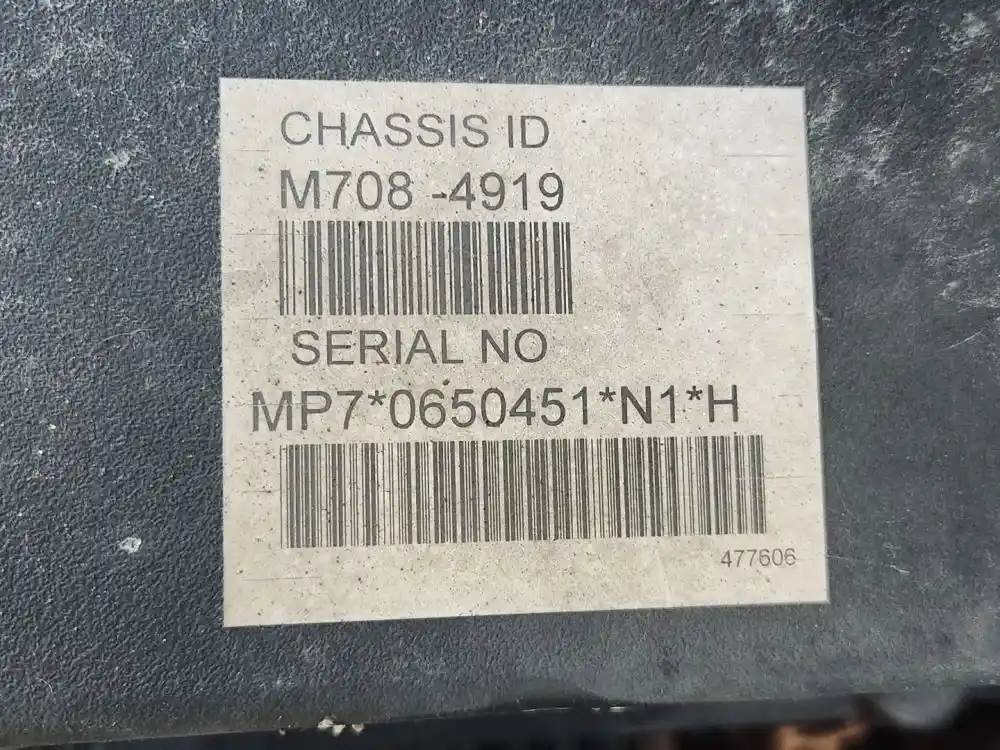 CHASSIS ID
M708 -4919
SERIAL NO
MP7*0650451*N1*H
477606